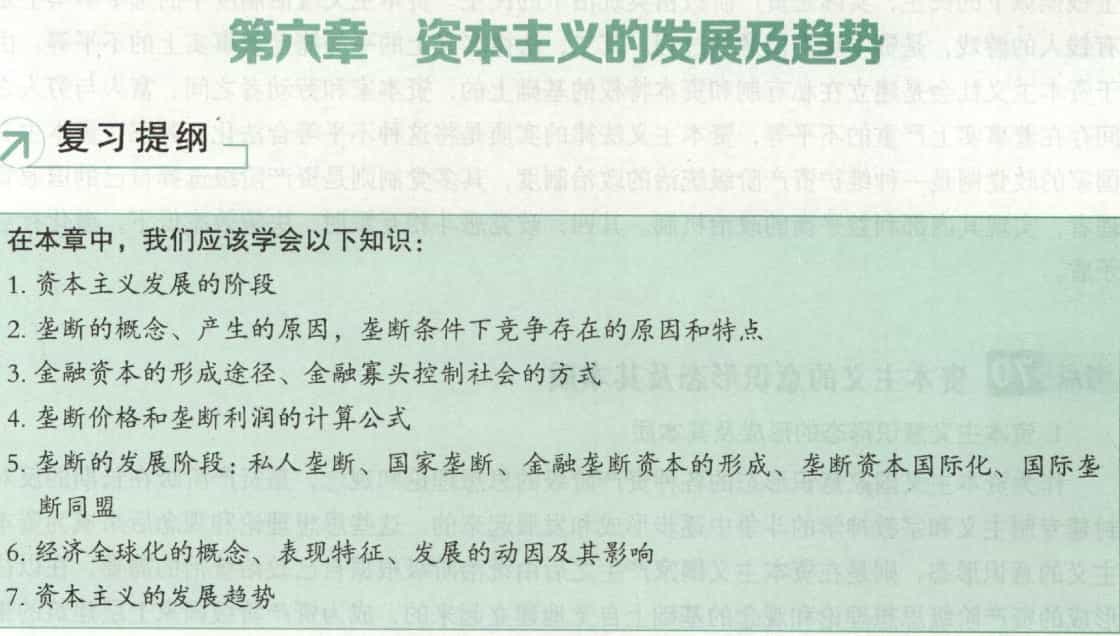 第六章 资本主义的发展及趋势
复习提纲
在本章中，我们应该学会以下知识：
1. 资本主义发展的阶段
2. 垄断的概念、产生的原因，垄断条件下竞争存在的原因和特点
3. 金融资本的形成途径、金融寡头控制社会的方式
4. 垄断价格和垄断利润的计算公式
5. 垄断的发展阶段：私人垄断、国家垄断、金融垄断资本的形成、垄断资本国际化、国际垄
断同盟
6. 经济全球化的概念、表现特征、发展的动因及其影响
7. 资本主义的发展趋势